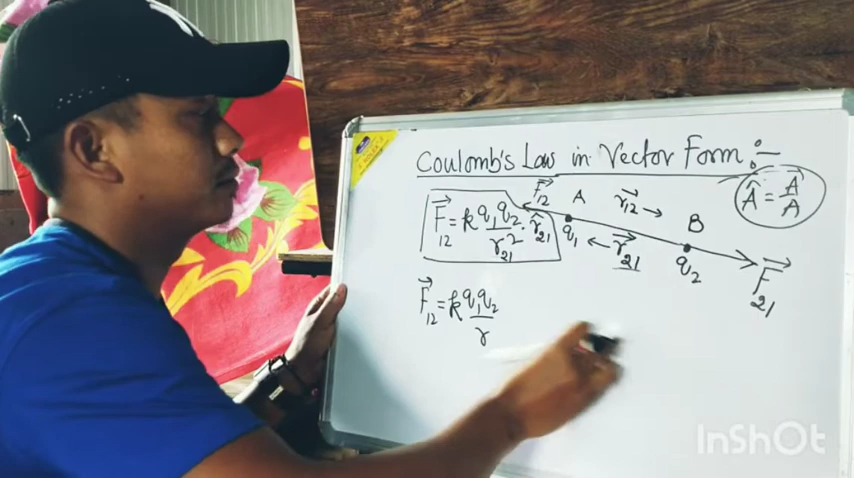 Coulomb's Law in Vector Form :-
F⃗₁₂ = k q₁q₂/r₂₁² · r̂₂₁
F⃗₁₂ A r⃗₁₂ → B
q₁ ← r⃗₂₁ q₂ F⃗₂₁
Â = A⃗/A
F⃗₁₂ = k q₁q₂/r
InShOt